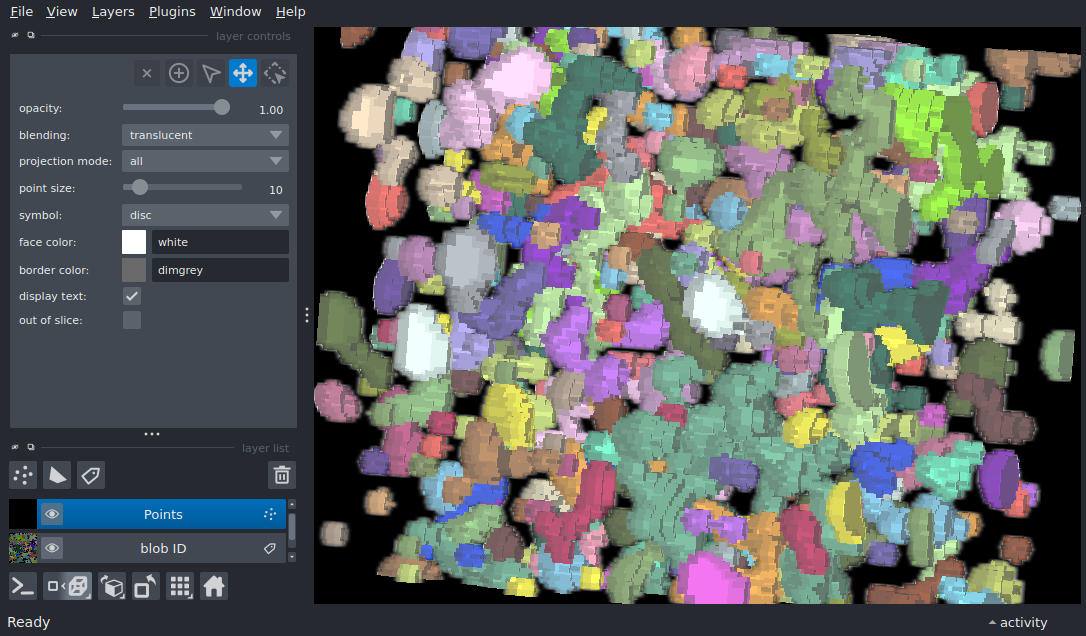 File View Layers Plugins Window Help
layer controls
opacity: 1.00
blending: translucent
projection mode: all
point size: 10
symbol: disc
face color: white
border color: dimgrey
display text:
out of slice:
layer list
Points
blob ID
Ready activity